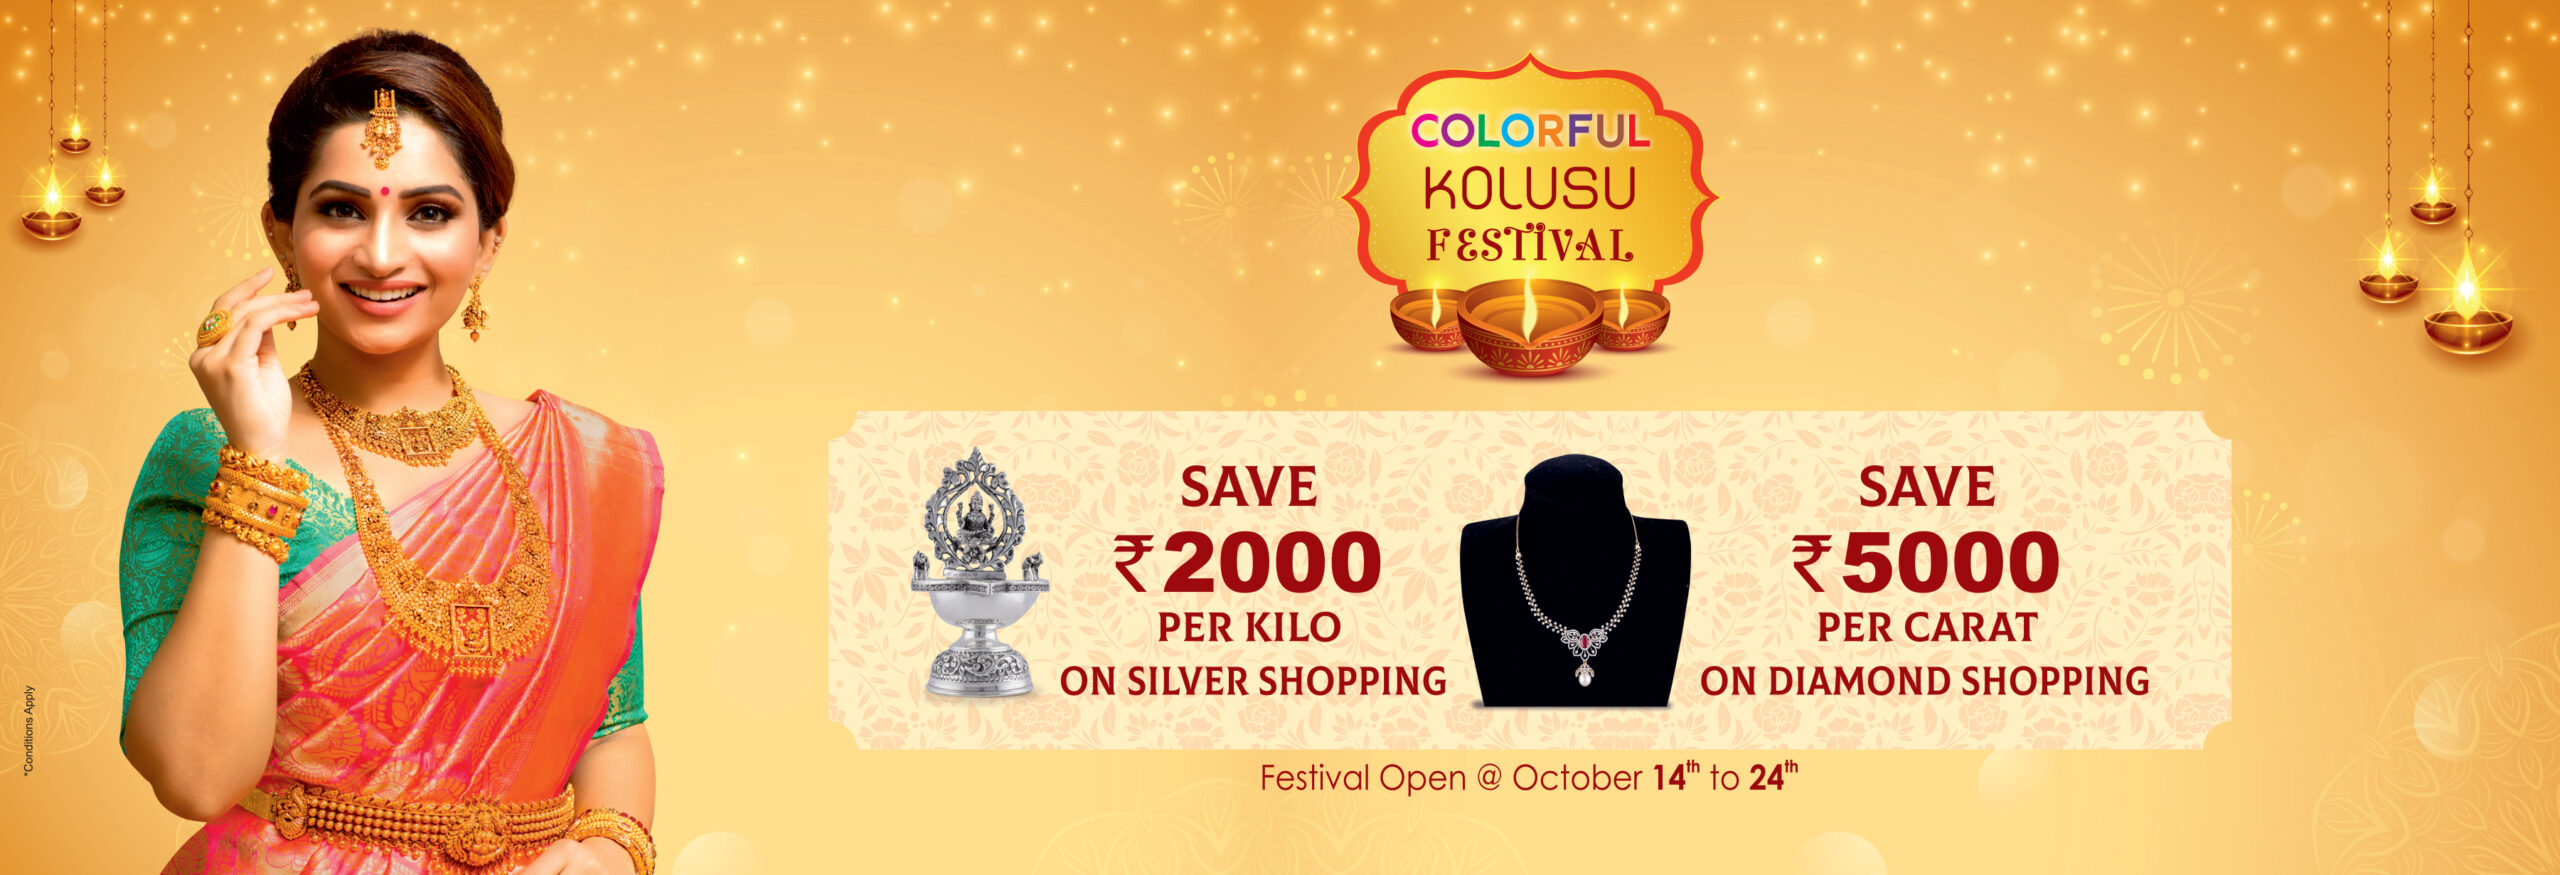 COLORFUL
KOLUSU
FESTIVAL
SAVE
₹2000
PER KILO
ON SILVER SHOPPING
SAVE
₹5000
PER CARAT
ON DIAMOND SHOPPING
Festival Open @ October 14th to 24th
*Conditions Apply